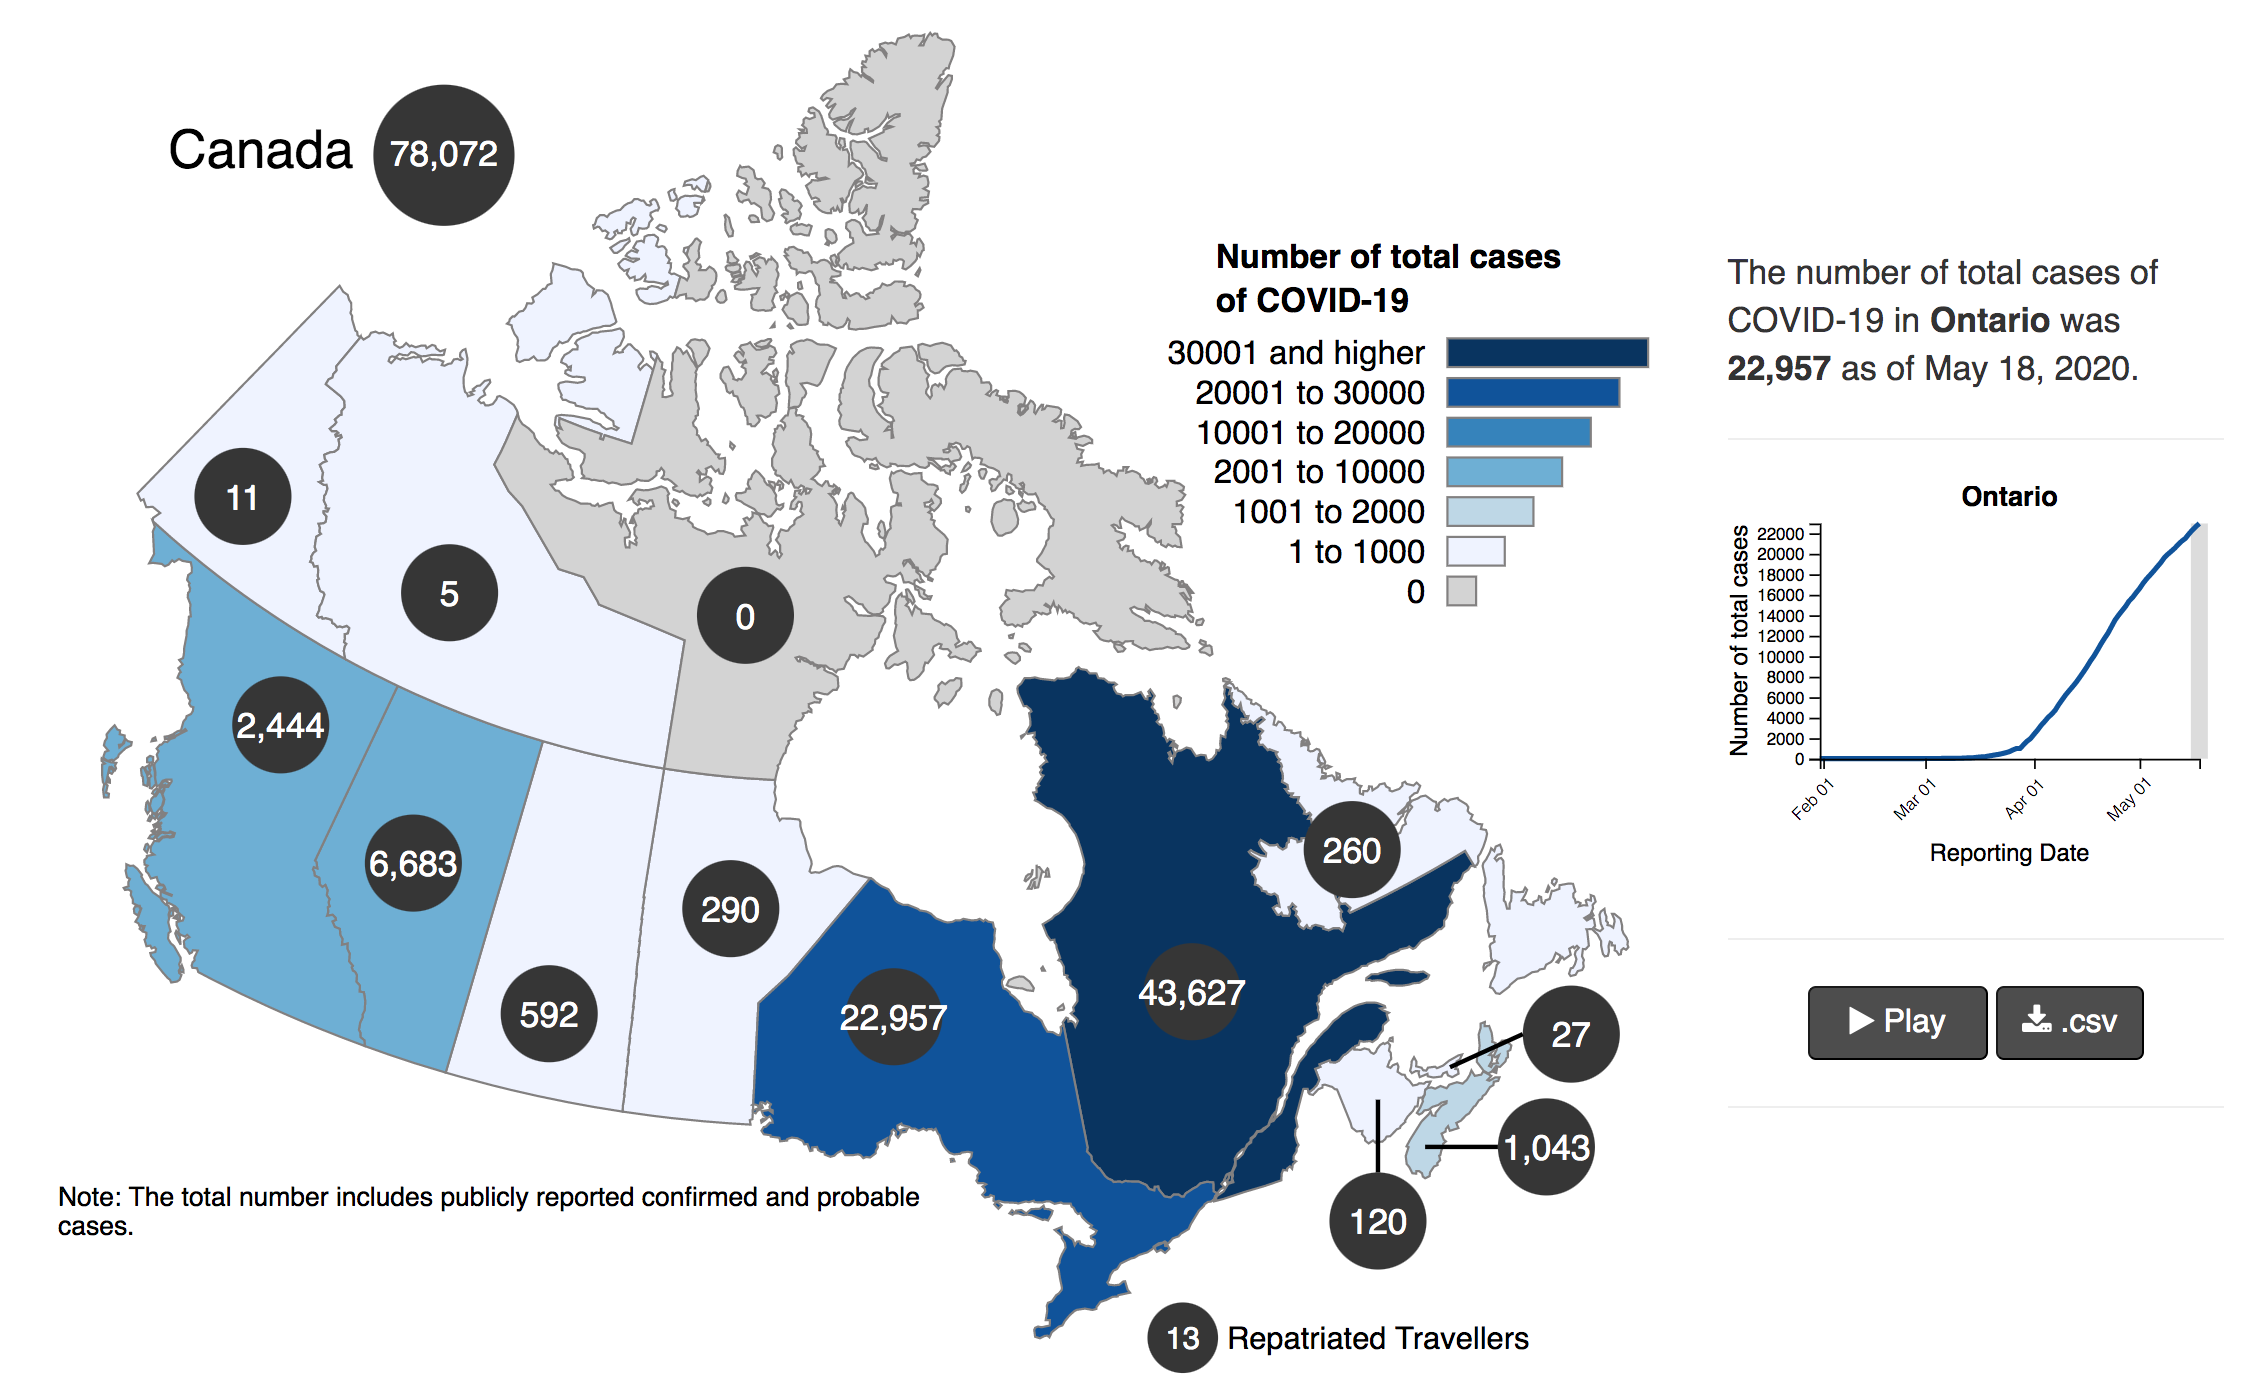 Canada
78,072
Number of total cases
of COVID-19
30001 and higher
20001 to 30000
10001 to 20000
2001 to 10000
1001 to 2000
1 to 1000
0
11
5
0
2,444
6,683
592
290
22,957
43,627
260
27
1,043
120
13
Repatriated Travellers
Note: The total number includes publicly reported confirmed and probable
cases.
The number of total cases of
COVID-19 in Ontario was
22,957 as of May 18, 2020.
Ontario
Number of total cases
22000
20000
18000
16000
14000
12000
10000
8000
6000
4000
2000
0
Feb 01
Mar 01
Apr 01
May 01
Reporting Date
Play
.csv